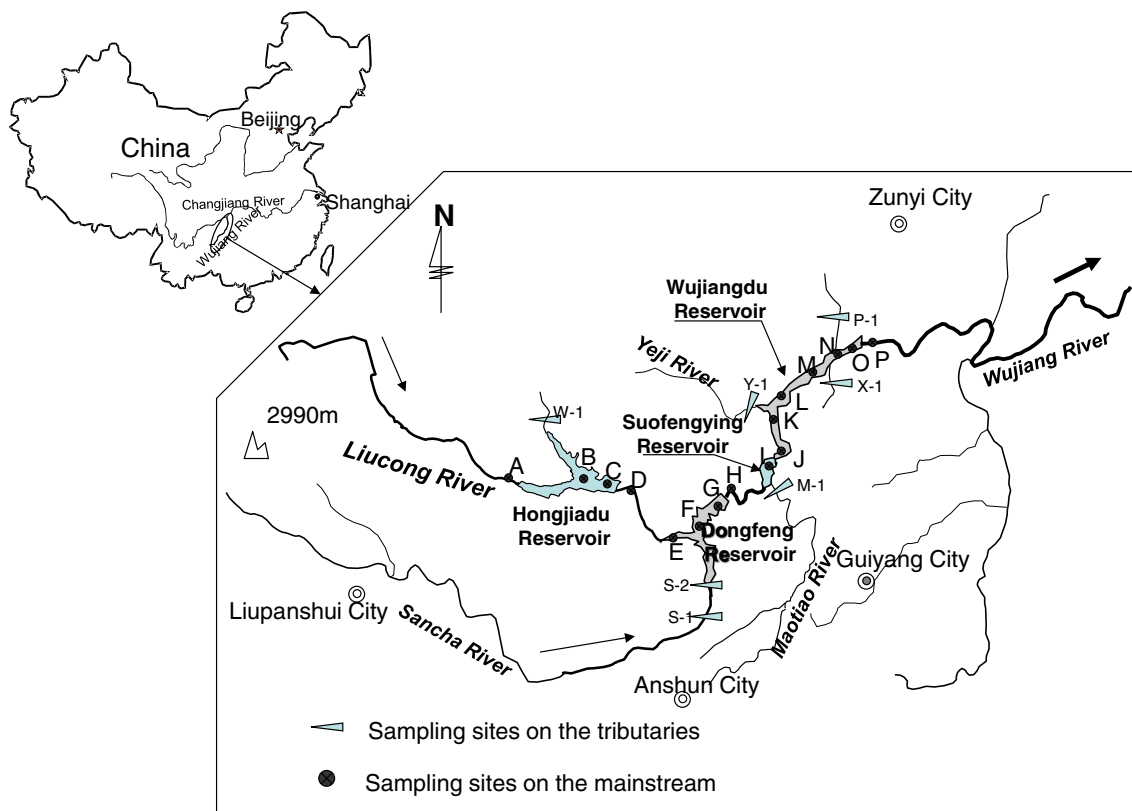 Beijing
China
Changjiang River
Shanghai
Wujiang River
N
Zunyi City
Wujiangdu
Reservoir
P-1
N
O
P
M
Yeji River
Wujiang River
Y-1
X-1
L
2990m
W-1
Suofengying
Reservoir
K
Liucong River
A
B
C
D
I
J
H
M-1
G
Hongjiadu
Reservoir
F
Dongfeng
Reservoir
E
Guiyang City
S-2
Maotiao River
Liupanshui City
Sancha River
S-1
Anshun City
Sampling sites on the tributaries
Sampling sites on the mainstream